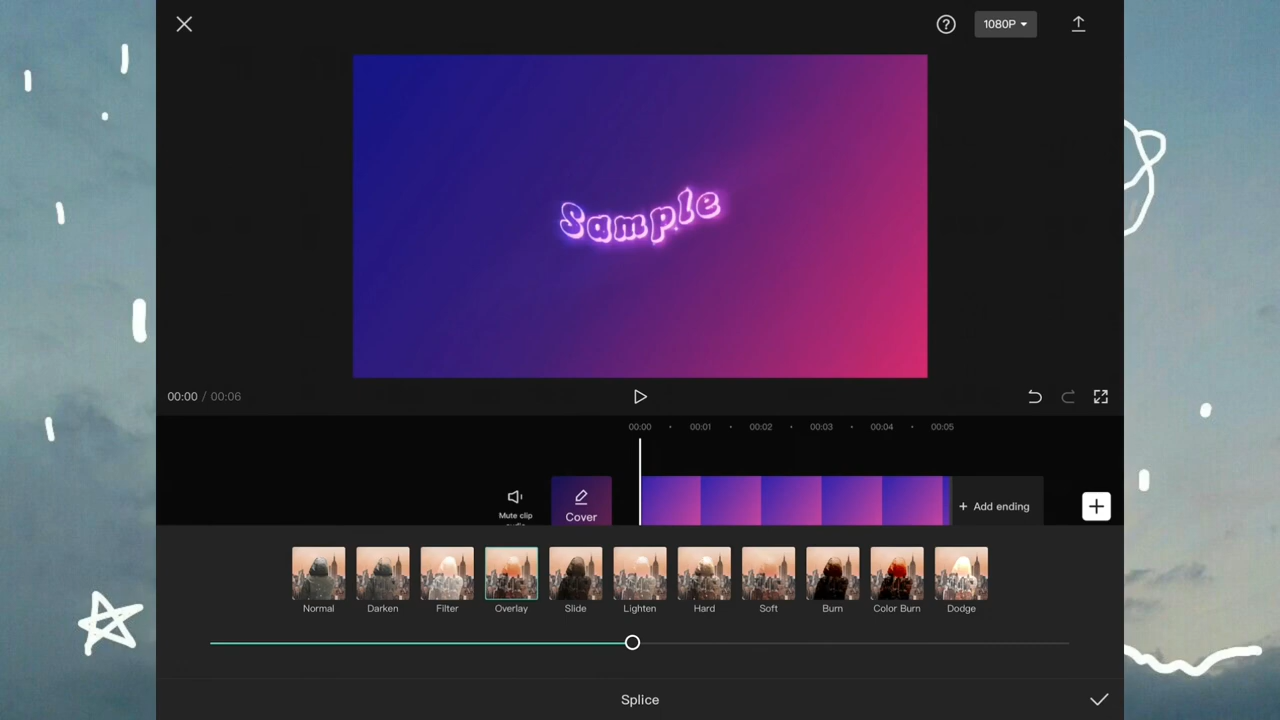 1080P
Sample
00:00 / 00:06
00:00 00:01 00:02 00:03 00:04 00:05
Mute clip
Cover
+ Add ending
Normal Darken Filter Overlay Slide Lighten Hard Soft Burn Color Burn Dodge
Splice